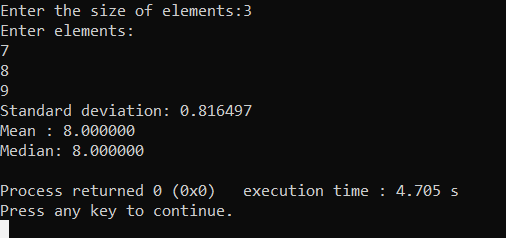 Enter the size of elements:3
Enter elements:
7
8
9
Standard deviation: 0.816497
Mean : 8.000000
Median: 8.000000
Process returned 0 (0x0)   execution time : 4.705 s
Press any key to continue.